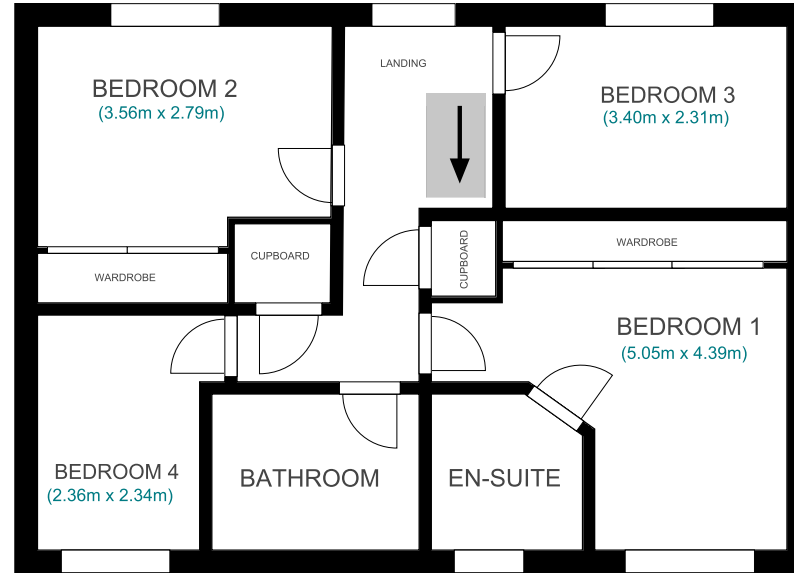 LANDING
BEDROOM 2
(3.56m x 2.79m)
BEDROOM 3
(3.40m x 2.31m)
CUPBOARD
WARDROBE
CUPBOARD
WARDROBE
BEDROOM 1
(5.05m x 4.39m)
BEDROOM 4
(2.36m x 2.34m)
BATHROOM
EN-SUITE